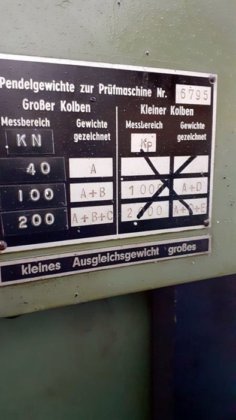 Pendelgewichte zur Prüfmaschine Nr. 6795
Großer Kolben Kleiner Kolben
Messbereich Gewichte gezeichnet Messbereich Gewichte gezeichnet
KN Kp
40 A
100 A+B 1000 A+D
200 A+B+C A+D+E
kleines Ausgleichsgewicht großes